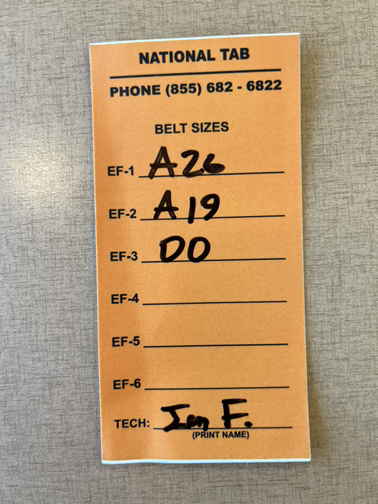 NATIONAL TAB
PHONE (855) 682 - 6822
BELT SIZES
EF-1 A26
EF-2 A19
EF-3 DO
EF-4
EF-5
EF-6
TECH: Ian F.
(PRINT NAME)